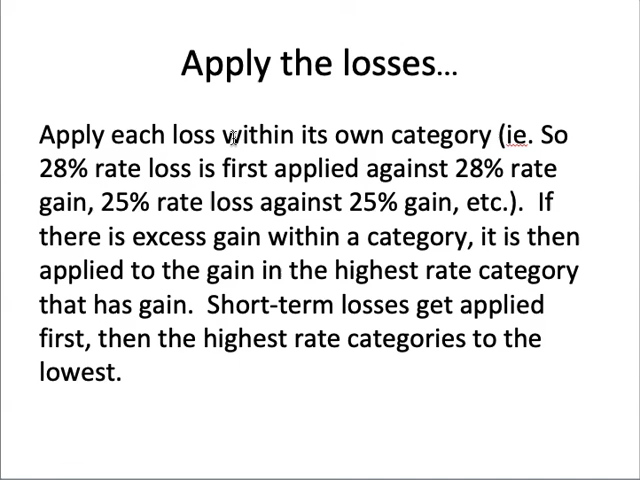 Apply the losses...
Apply each loss within its own category (ie. So
28% rate loss is first applied against 28% rate
gain, 25% rate loss against 25% gain, etc.).  If
there is excess gain within a category, it is then
applied to the gain in the highest rate category
that has gain.  Short-term losses get applied
first, then the highest rate categories to the
lowest.